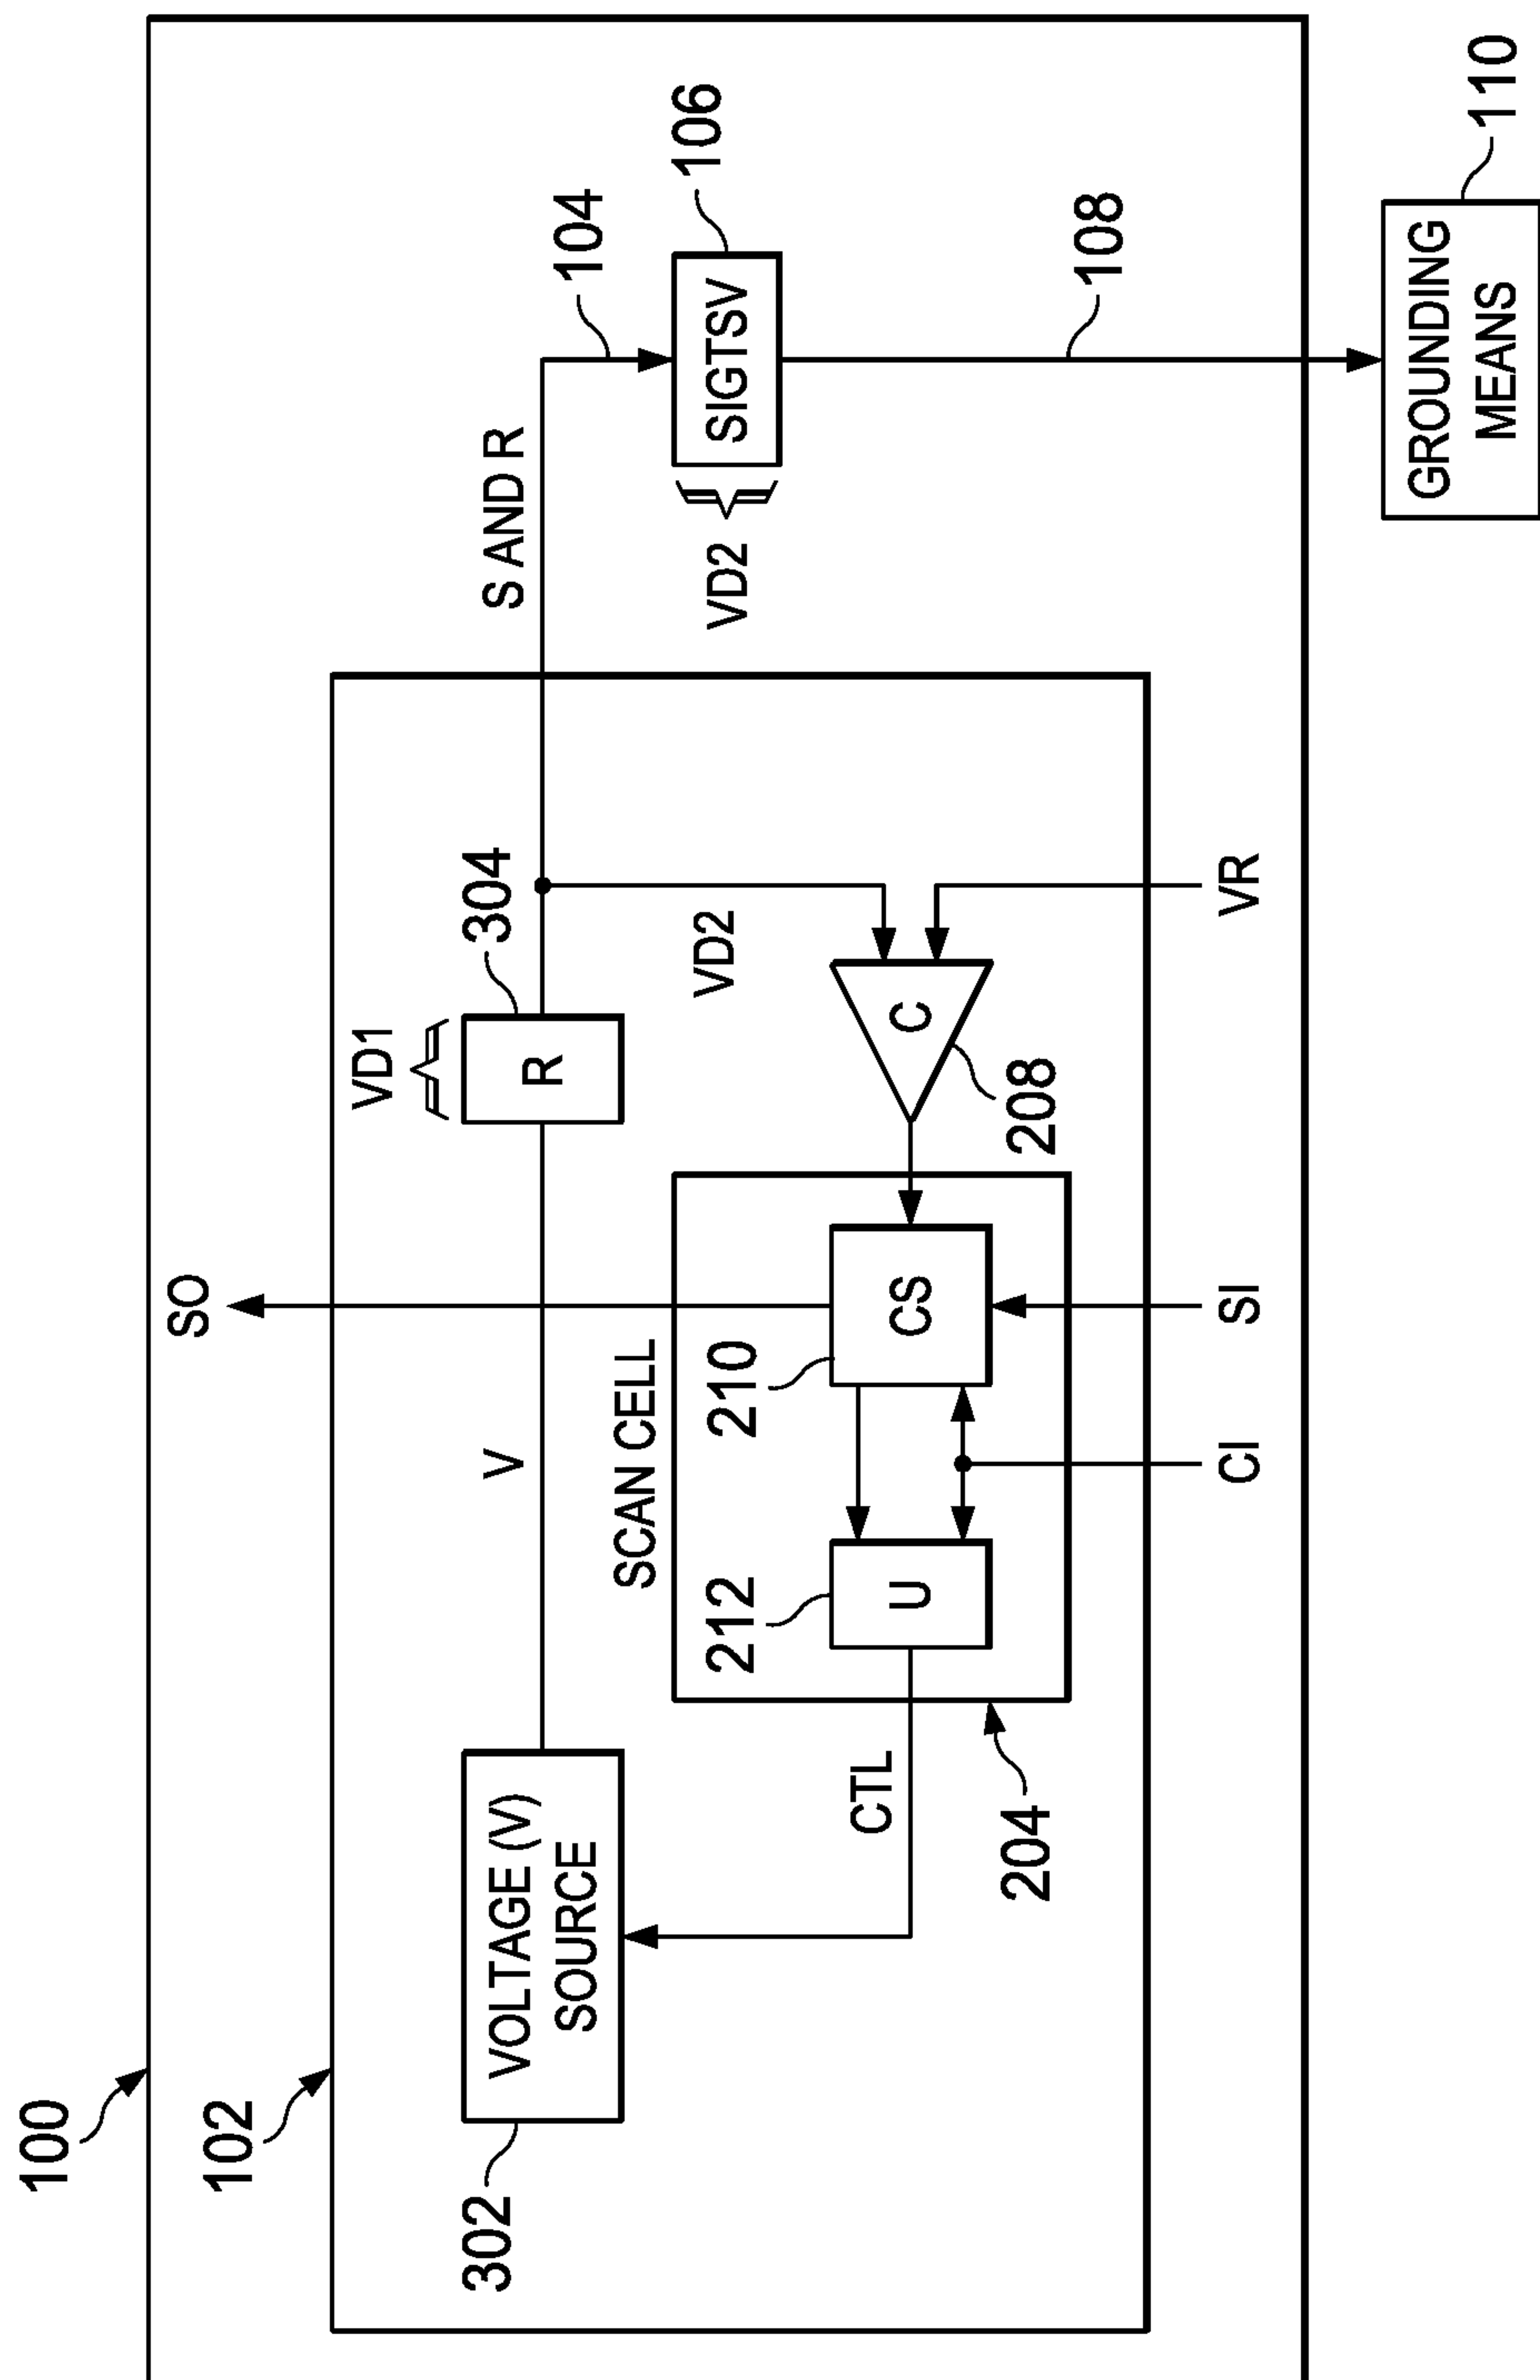 100
102
SO
302
VOLTAGE (V)
SOURCE
V
VD1
R
304
S AND R
104
SIGTSV
106
VD2
SCAN CELL
212
U
210
CS
VD2
C
208
CTL
204
CI
SI
VR
108
GROUNDING
MEANS
110